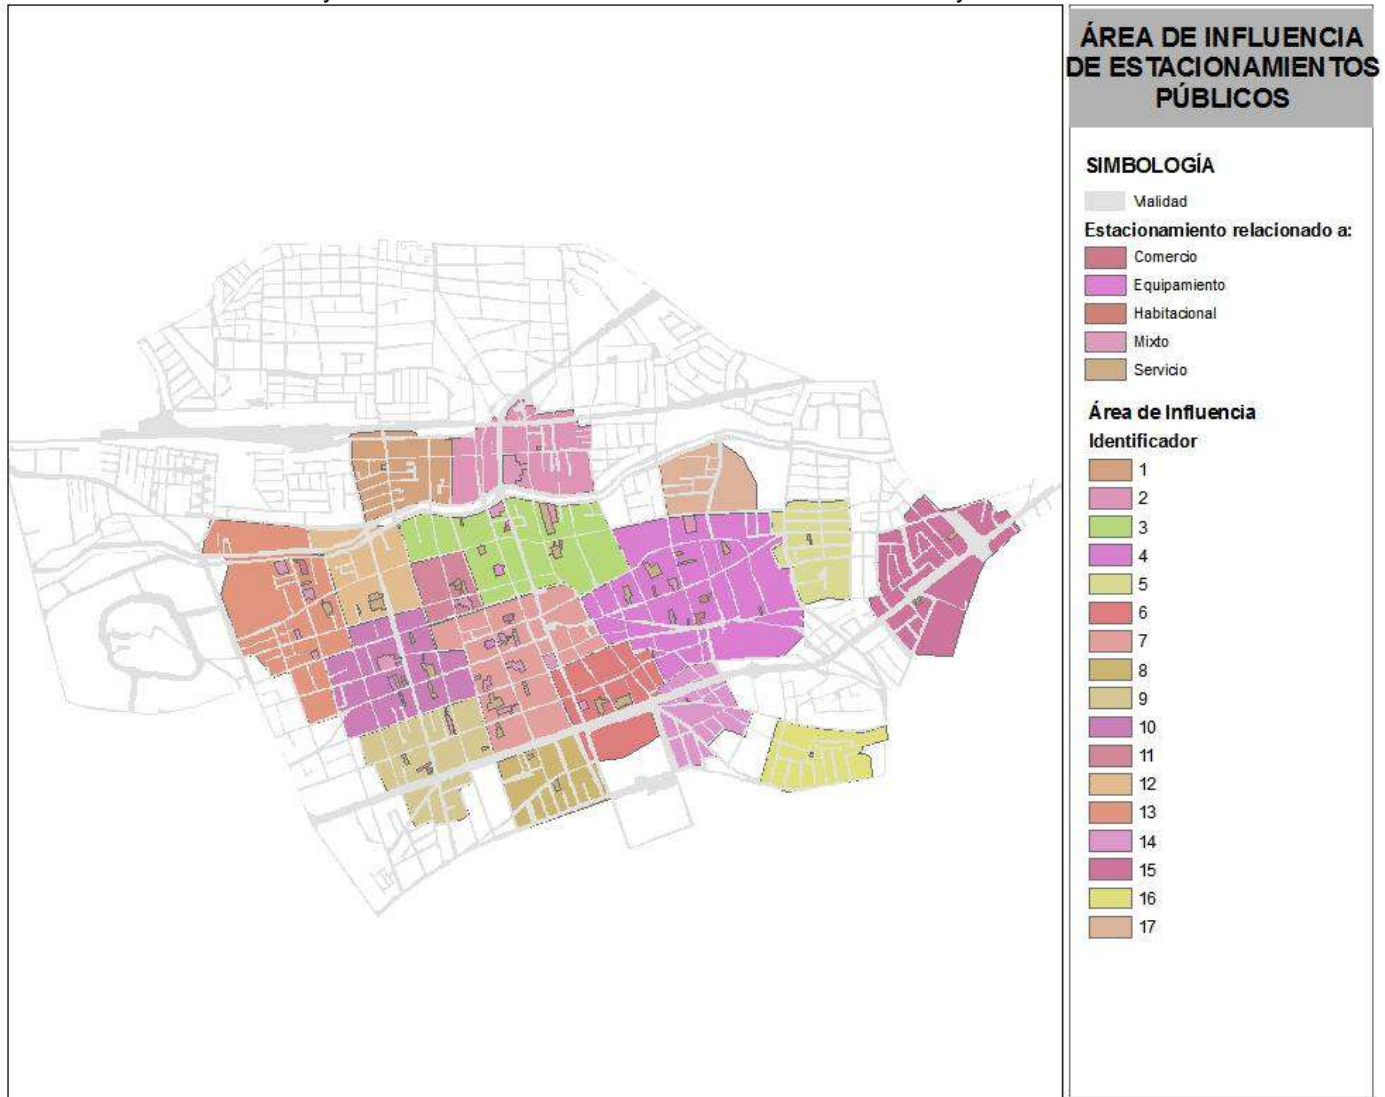 ÁREA DE INFLUENCIA
DE ESTACIONAMIENTOS
PÚBLICOS
SIMBOLOGÍA
Vialidad
Estacionamiento relacionado a:
Comercio
Equipamiento
Habitacional
Mixto
Servicio
Área de Influencia
Identificador
1
2
3
4
5
6
7
8
9
10
11
12
13
14
15
16
17